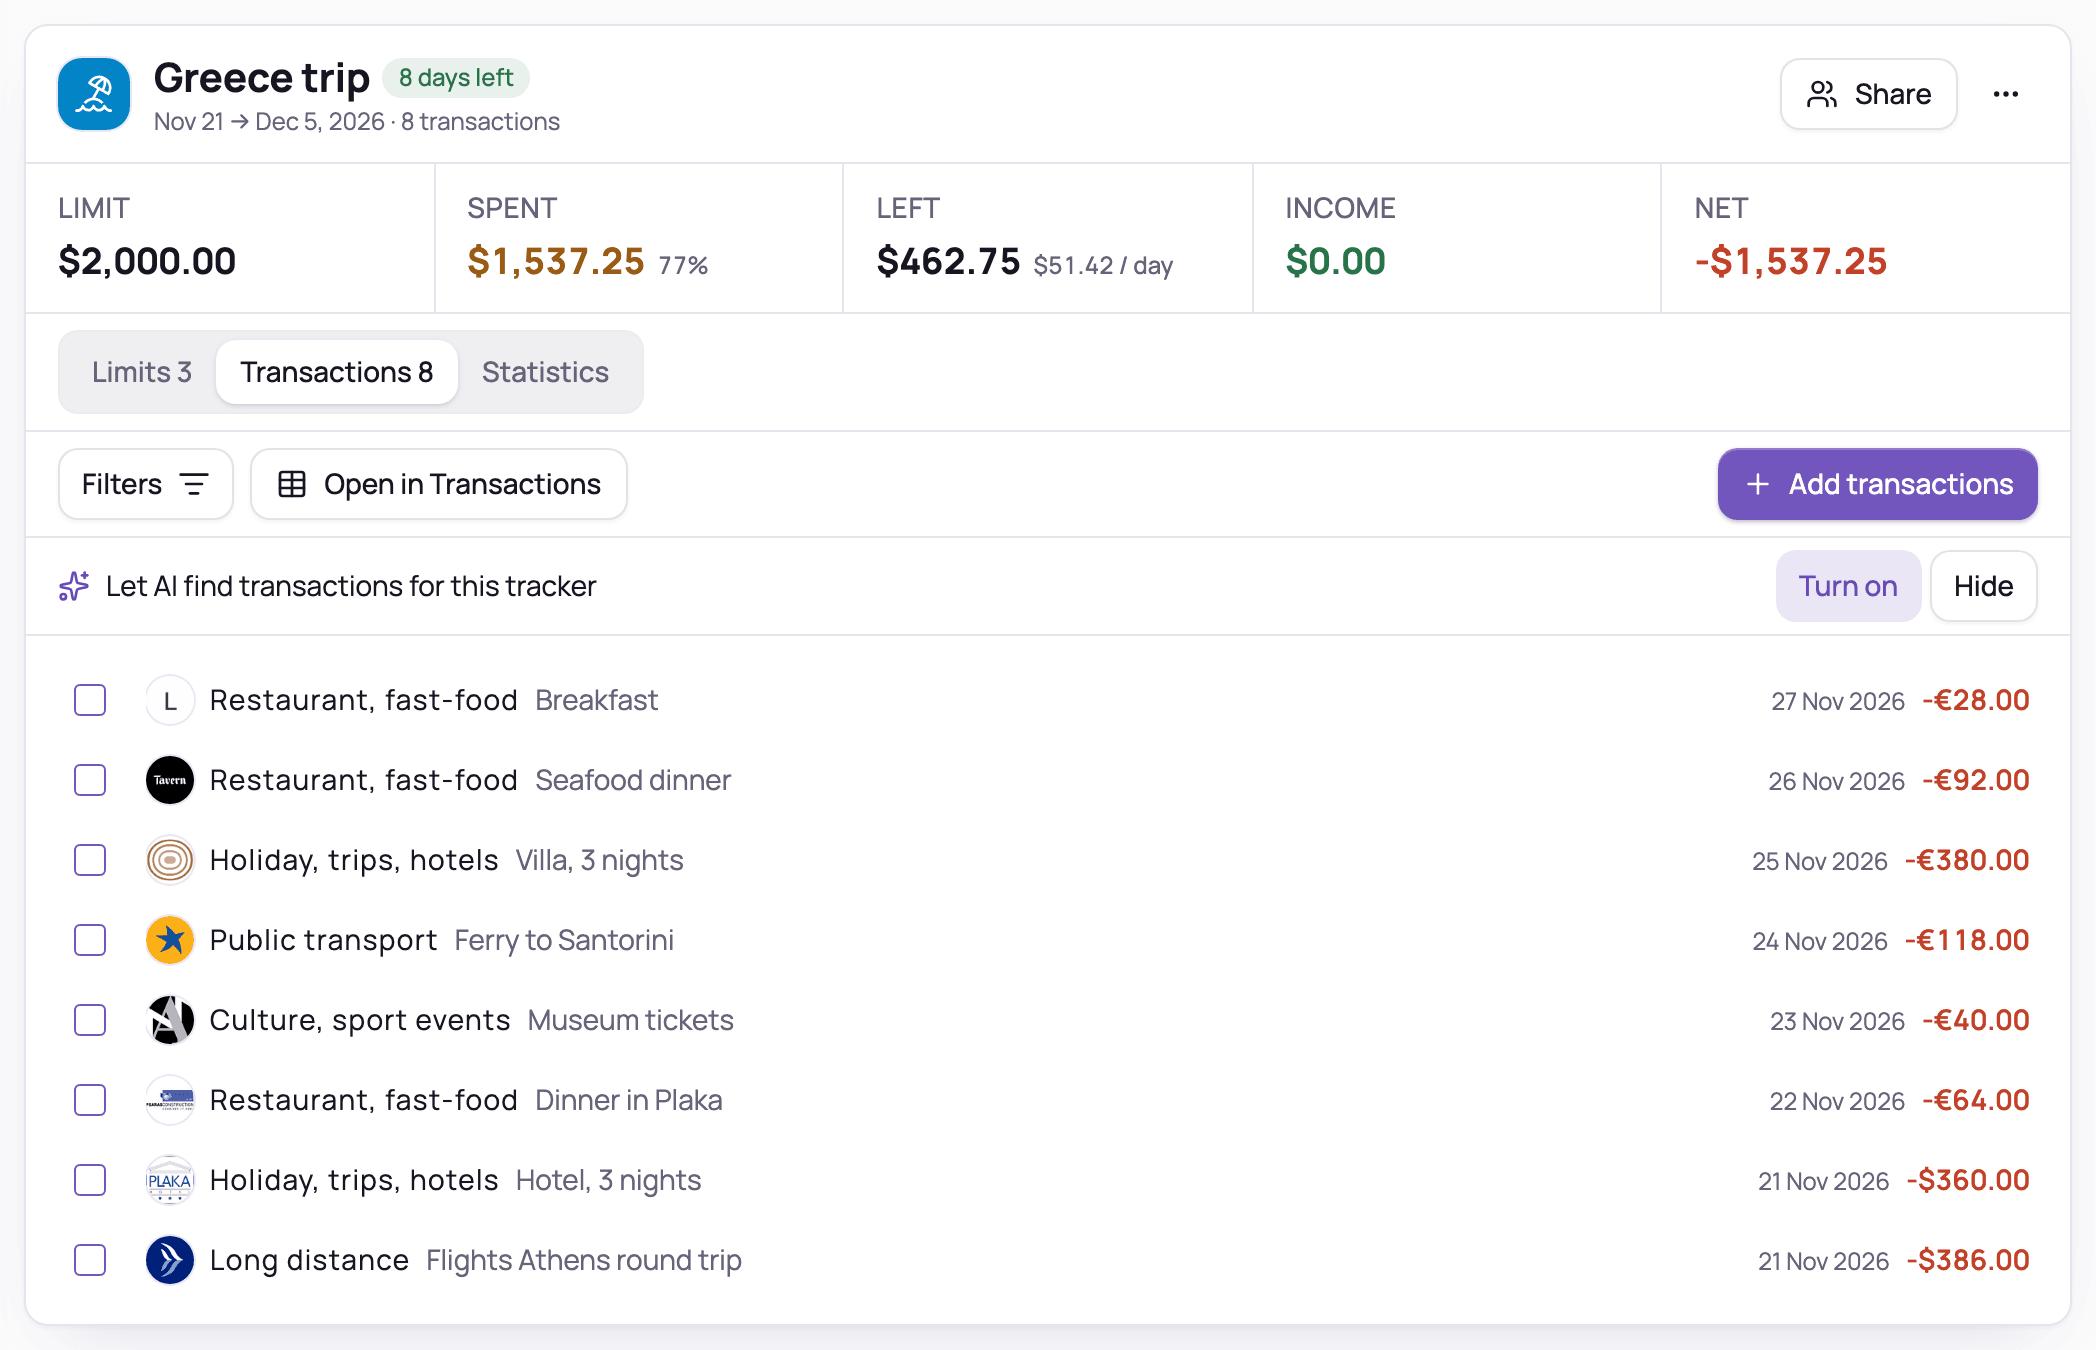 Greece trip 8 days left
Nov 21 → Dec 5, 2026 · 8 transactions
Share
LIMIT
$2,000.00
SPENT
$1,537.25 77%
LEFT
$462.75 $51.42 / day
INCOME
$0.00
NET
-$1,537.25
Limits 3 Transactions 8 Statistics
Filters Open in Transactions + Add transactions
Let AI find transactions for this tracker Turn on Hide
L Restaurant, fast-food Breakfast 27 Nov 2026 -€28.00
Tavern Restaurant, fast-food Seafood dinner 26 Nov 2026 -€92.00
Holiday, trips, hotels Villa, 3 nights 25 Nov 2026 -€380.00
Public transport Ferry to Santorini 24 Nov 2026 -€118.00
Culture, sport events Museum tickets 23 Nov 2026 -€40.00
Restaurant, fast-food Dinner in Plaka 22 Nov 2026 -€64.00
PLAKA Holiday, trips, hotels Hotel, 3 nights 21 Nov 2026 -$360.00
Long distance Flights Athens round trip 21 Nov 2026 -$386.00